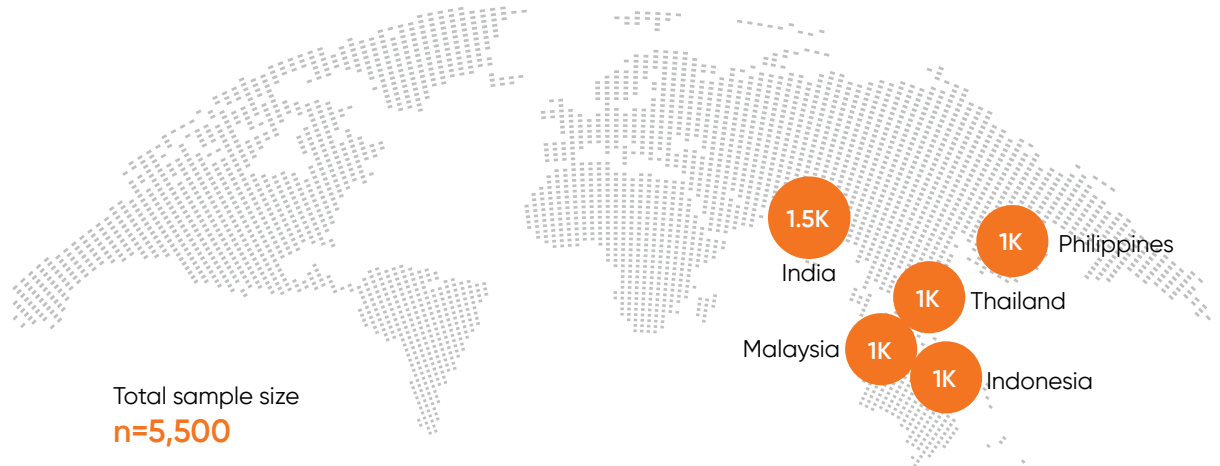 1.5K
India
1K
Philippines
1K
Thailand
Malaysia
1K
1K
Indonesia
Total sample size
n=5,500